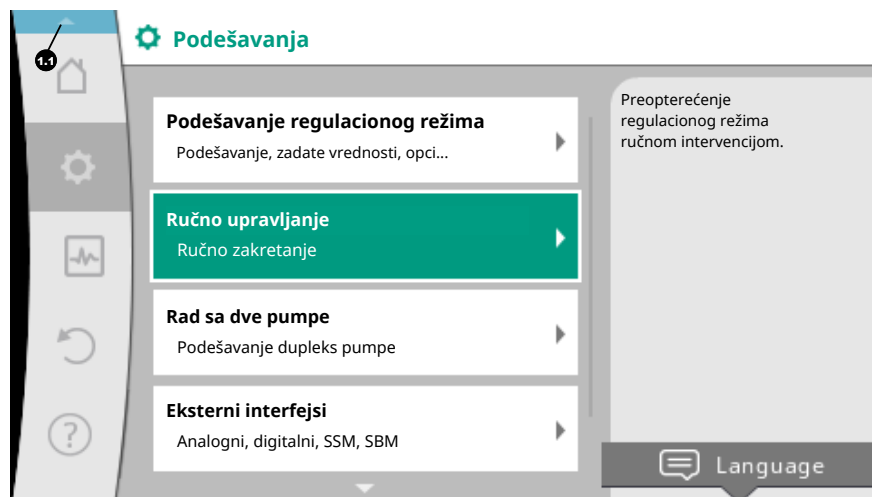 1.1
Podešavanja
Podešavanje regulacionog režima
Podešavanje, zadate vrednosti, opci...
Ručno upravljanje
Ručno zakretanje
Rad sa dve pumpe
Podešavanje dupleks pumpe
Eksterni interfejsi
Analogni, digitalni, SSM, SBM
Preopterećenje
regulacionog režima
ručnom intervencijom.
?
Language